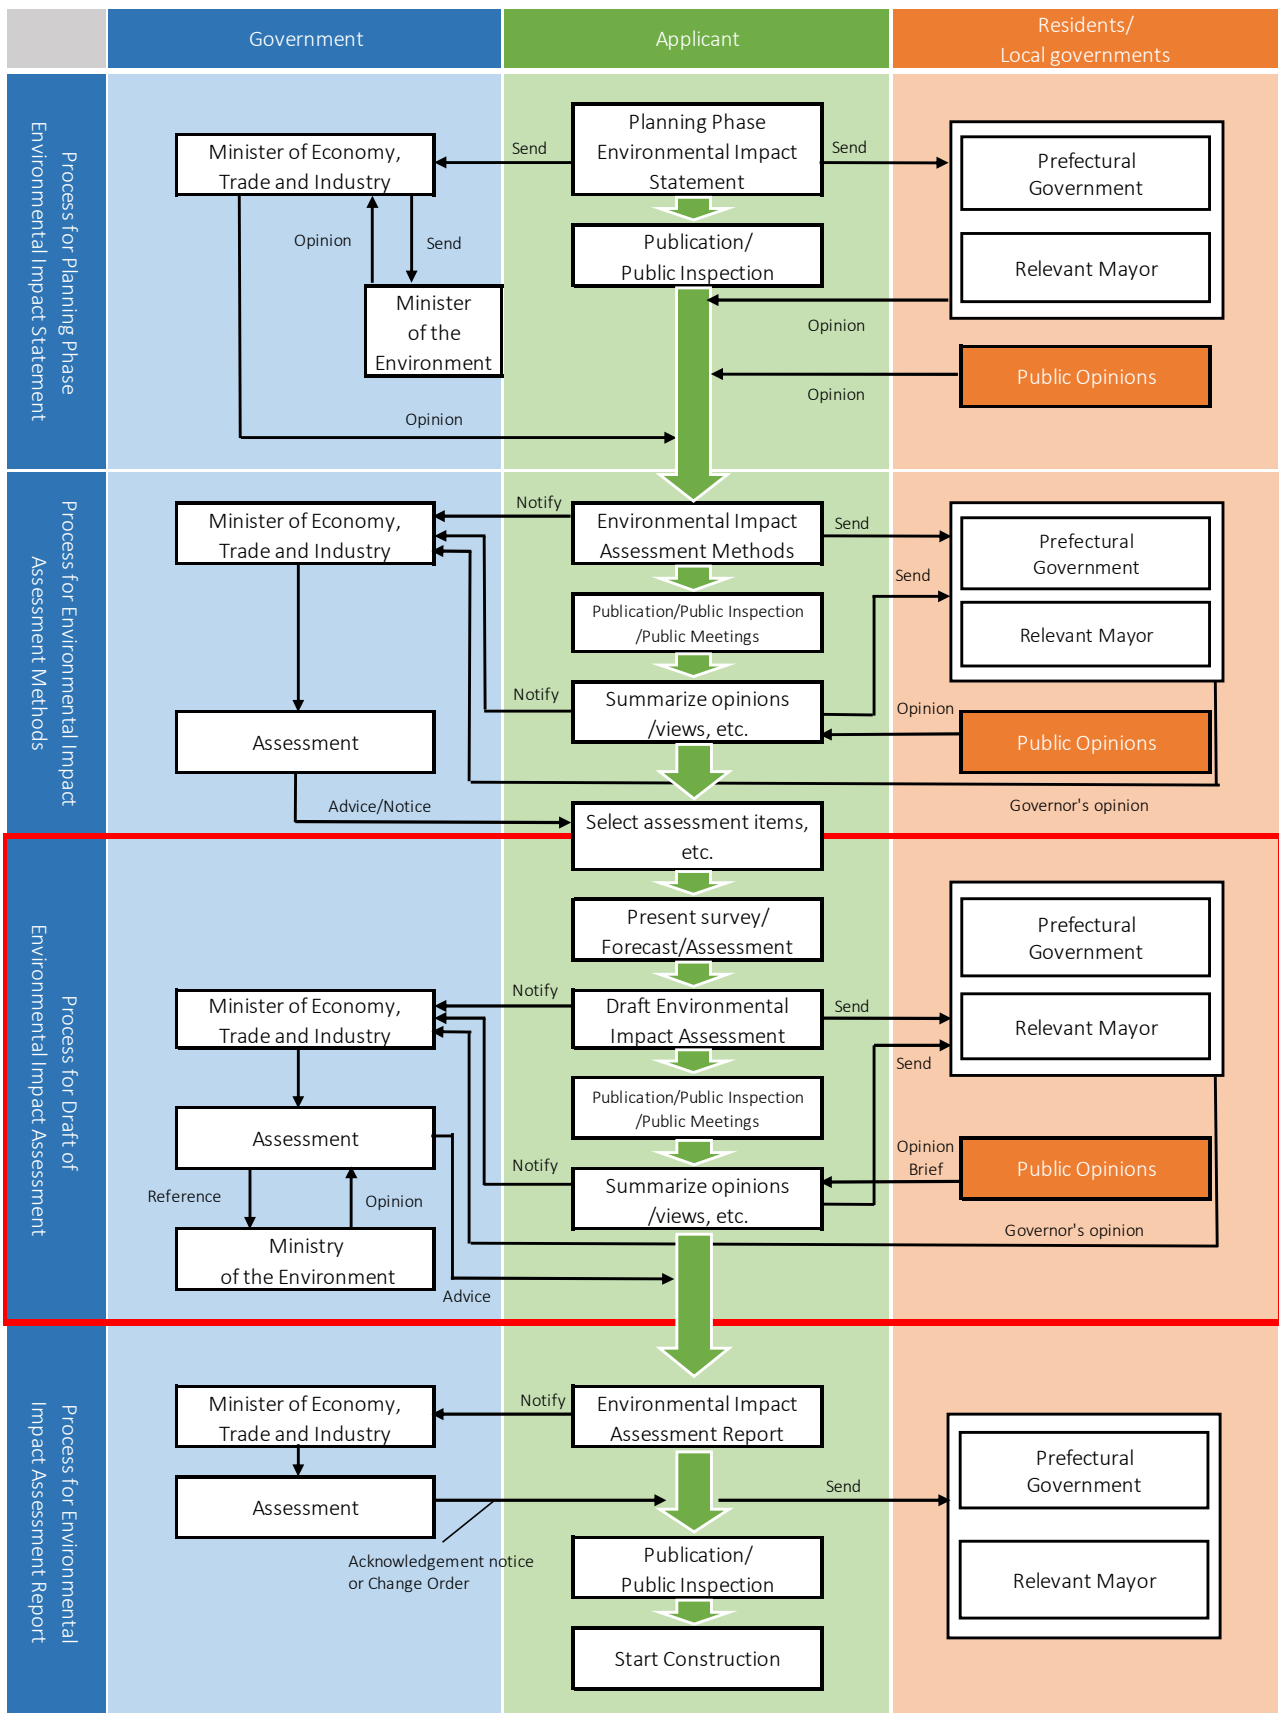 Government
Applicant
Residents/
Local governments
Process for Planning Phase
Environmental Impact Statement
Minister of Economy,
Trade and Industry
Send
Planning Phase
Environmental Impact
Statement
Send
Prefectural
Government
Relevant Mayor
Opinion
Send
Publication/
Public Inspection
Minister
of the
Environment
Opinion
Public Opinions
Opinion
Opinion
Process for Environmental Impact
Assessment Methods
Minister of Economy,
Trade and Industry
Notify
Environmental Impact
Assessment Methods
Send
Prefectural
Government
Send
Relevant Mayor
Publication/Public Inspection
/Public Meetings
Notify
Summarize opinions
/views, etc.
Opinion
Public Opinions
Assessment
Governor's opinion
Advice/Notice
Select assessment items,
etc.
Process for Draft of
Environmental Impact Assessment
Present survey/
Forecast/Assessment
Prefectural
Government
Minister of Economy,
Trade and Industry
Notify
Draft Environmental
Impact Assessment
Send
Relevant Mayor
Send
Publication/Public Inspection
/Public Meetings
Assessment
Notify
Summarize opinions
/views, etc.
Opinion
Brief
Public Opinions
Reference
Opinion
Ministry
of the Environment
Governor's opinion
Advice
Process for Environmental
Impact Assessment Report
Minister of Economy,
Trade and Industry
Notify
Environmental Impact
Assessment Report
Assessment
Send
Prefectural
Government
Relevant Mayor
Acknowledgement notice
or Change Order
Publication/
Public Inspection
Start Construction